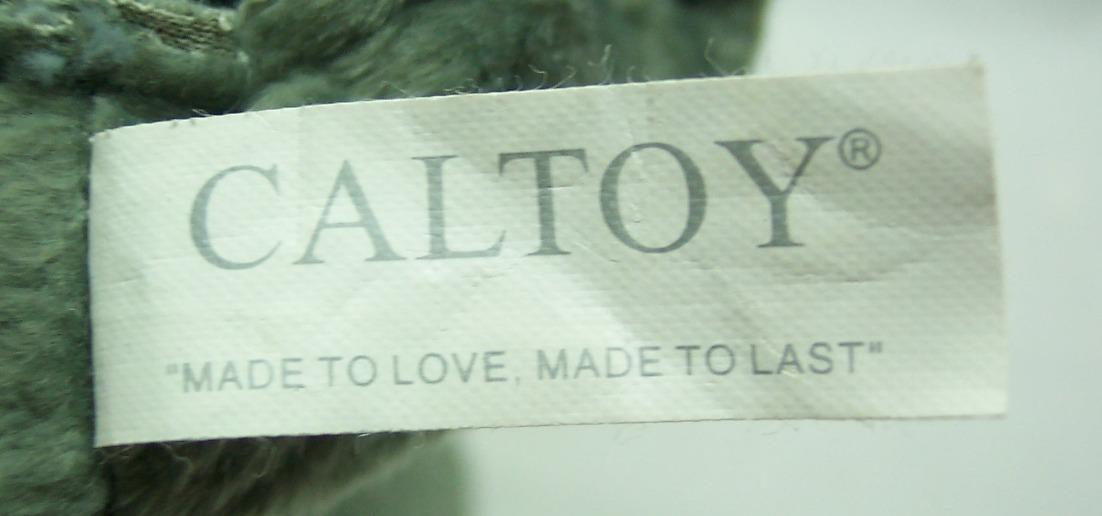 CALTOY®
"MADE TO LOVE, MADE TO LAST"